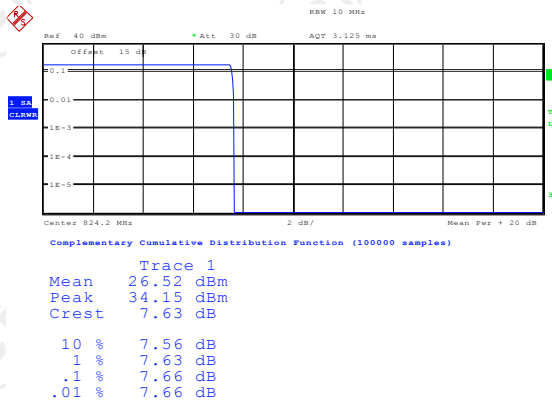 RBW 10 MHz
Ref 40 dBm * Att 30 dB AQT 3.125 ms
Offset 15 dB
0.1
1 SA
CLRWR
0.01
1E-3
1E-4
1E-5
Center 824.2 MHz 2 dB/ Mean Pwr + 20 dB
Complementary Cumulative Distribution Function (100000 samples)
Trace 1
Mean 26.52 dBm
Peak 34.15 dBm
Crest 7.63 dB
10 % 7.56 dB
1 % 7.63 dB
.1 % 7.66 dB
.01 % 7.66 dB